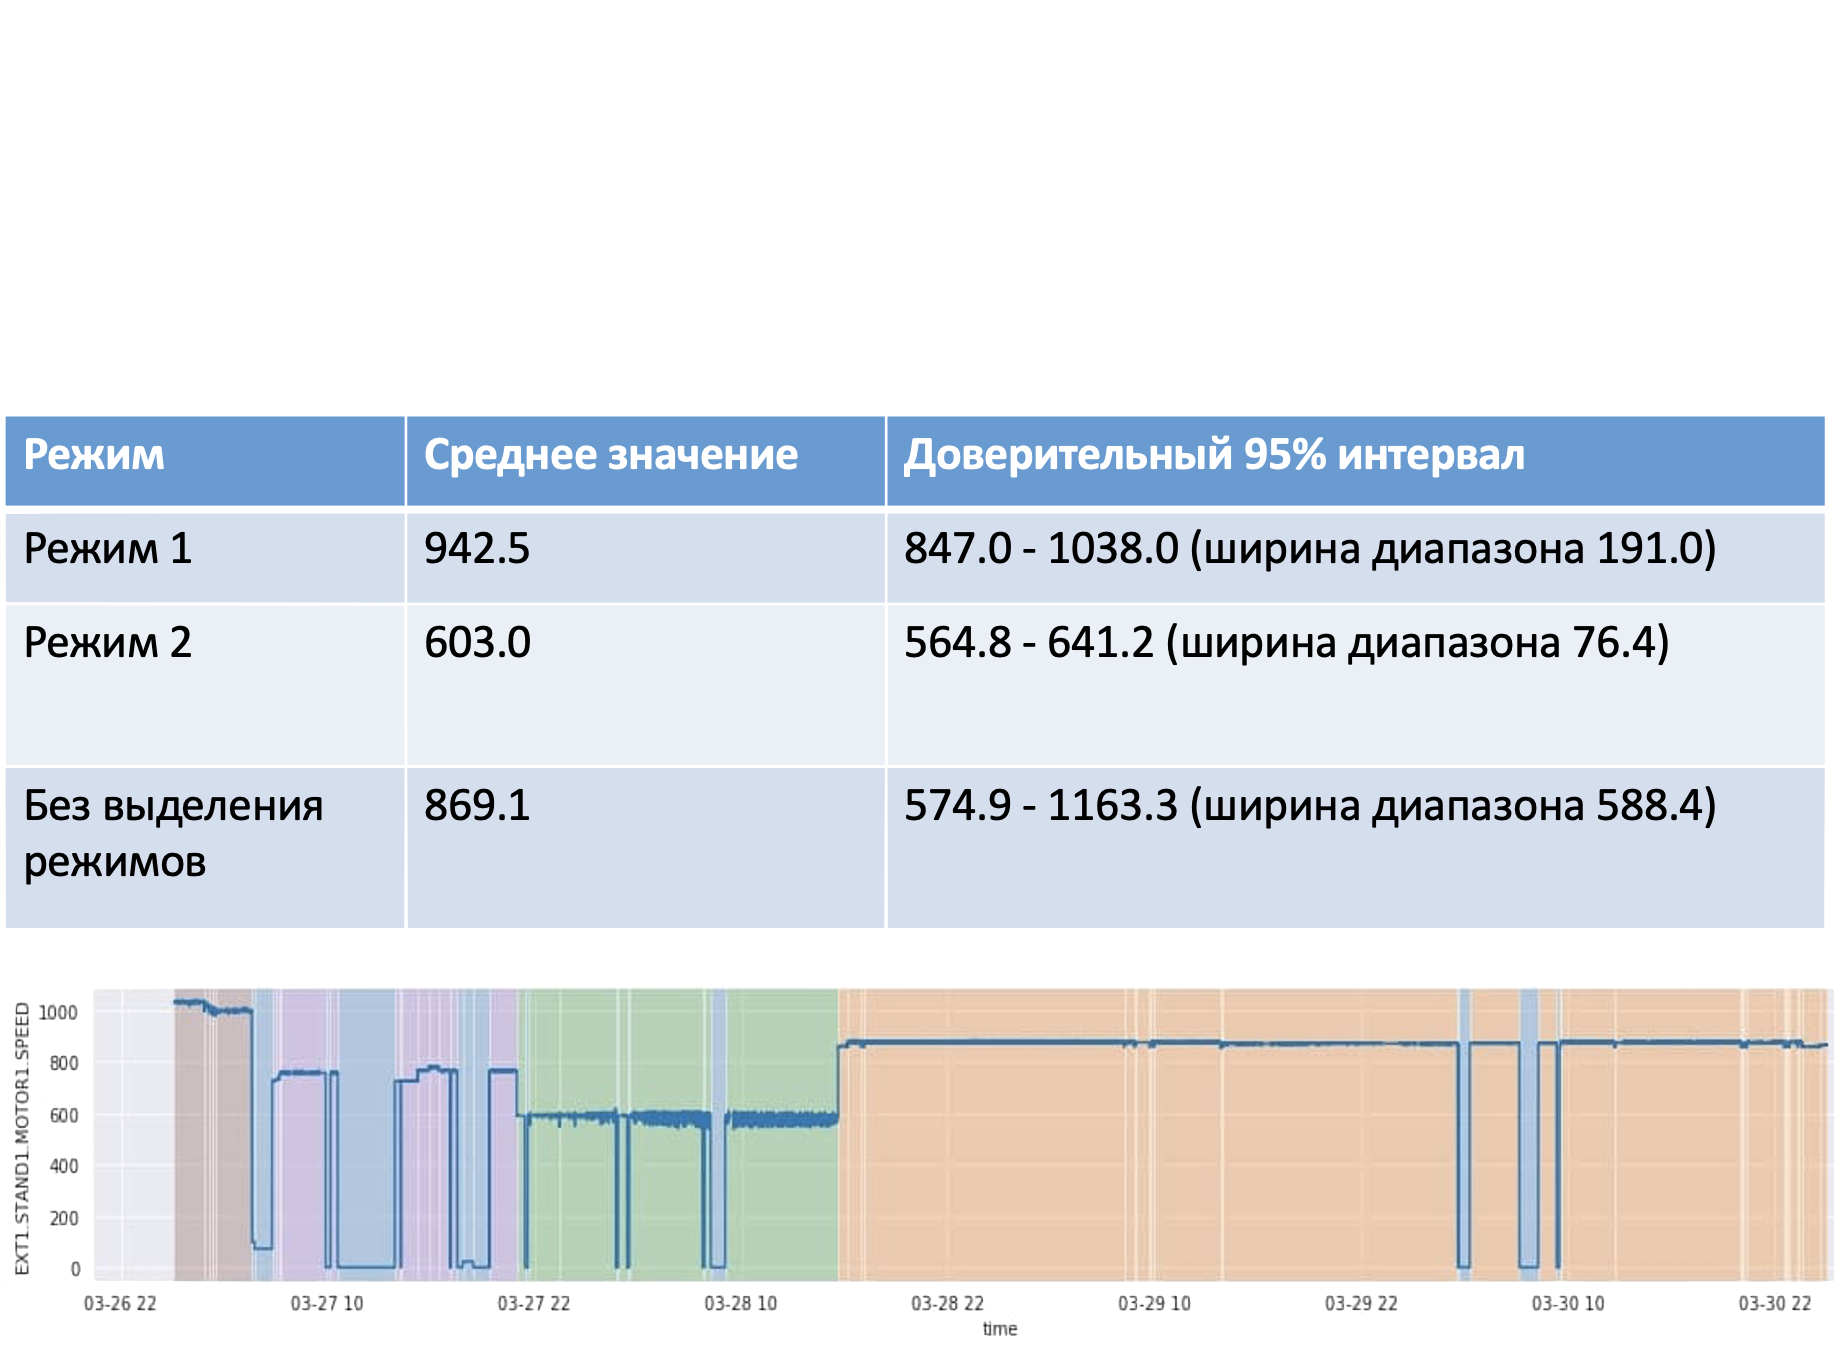 Режим Среднее значение Доверительный 95% интервал
Режим 1 942.5 847.0 - 1038.0 (ширина диапазона 191.0)
Режим 2 603.0 564.8 - 641.2 (ширина диапазона 76.4)
Без выделения 869.1 574.9 - 1163.3 (ширина диапазона 588.4)
режимов
EXT1.STAND1.MOTOR1.SPEED
1000
800
600
400
200
0
03-26 22 03-27 10 03-27 22 03-28 10 03-28 22 03-29 10 03-29 22 03-30 10 03-30 22
time